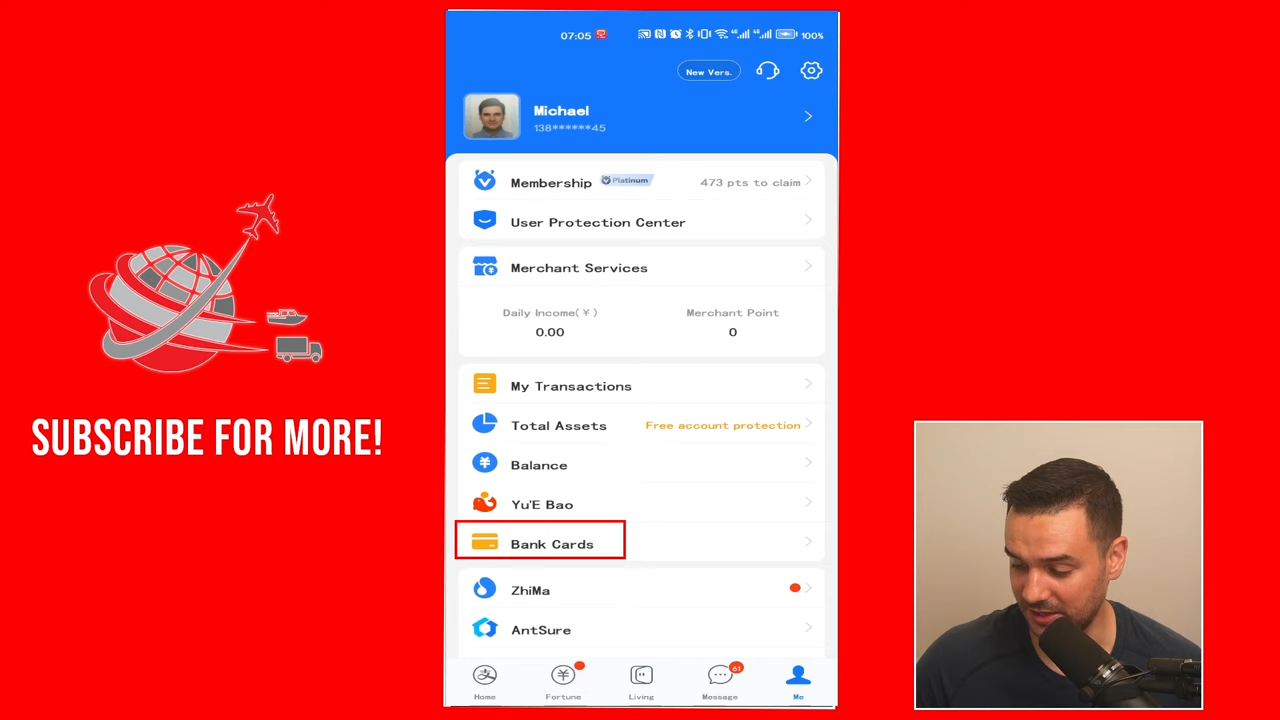 07:05
100%
New Vers.
Michael
138******45
Membership Platinum 473 pts to claim
User Protection Center
Merchant Services
Daily Income(¥) Merchant Point
0.00 0
My Transactions
Total Assets Free account protection
Balance
Yu'E Bao
Bank Cards
ZhiMa
AntSure
Home Fortune Living Message 61 Me
SUBSCRIBE FOR MORE!